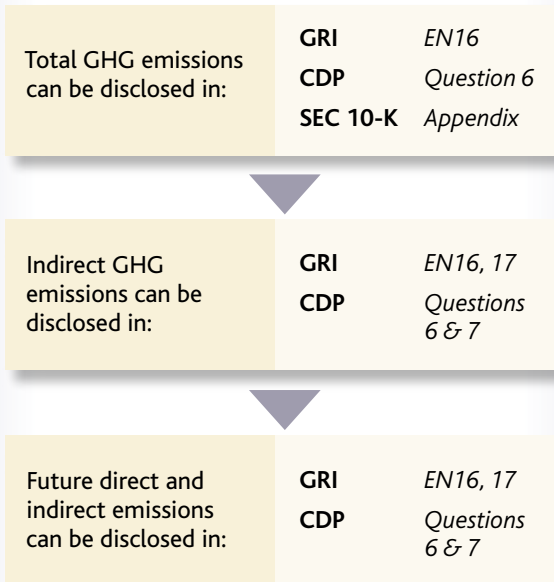 Total GHG emissions
can be disclosed in:
GRI EN16
CDP Question 6
SEC 10-K Appendix
Indirect GHG
emissions can be
disclosed in:
GRI EN16, 17
CDP Questions
6 & 7
Future direct and
indirect emissions
can be disclosed in:
GRI EN16, 17
CDP Questions
6 & 7